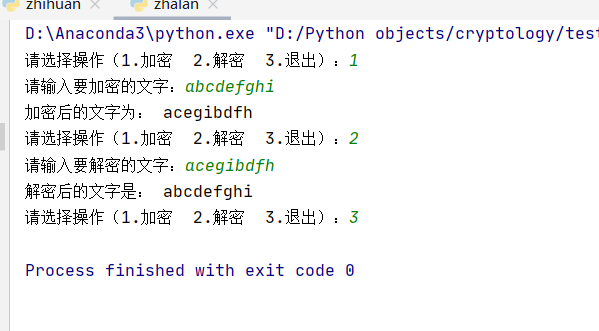 zhihuan zhalan
D:\Anaconda3\python.exe "D:/Python objects/cryptology/test
请选择操作（1.加密  2.解密  3.退出）：1
请输入要加密的文字：abcdefghi
加密后的文字为： acegibdfh
请选择操作（1.加密  2.解密  3.退出）：2
请输入要解密的文字：acegibdfh
解密后的文字是： abcdefghi
请选择操作（1.加密  2.解密  3.退出）：3
Process finished with exit code 0